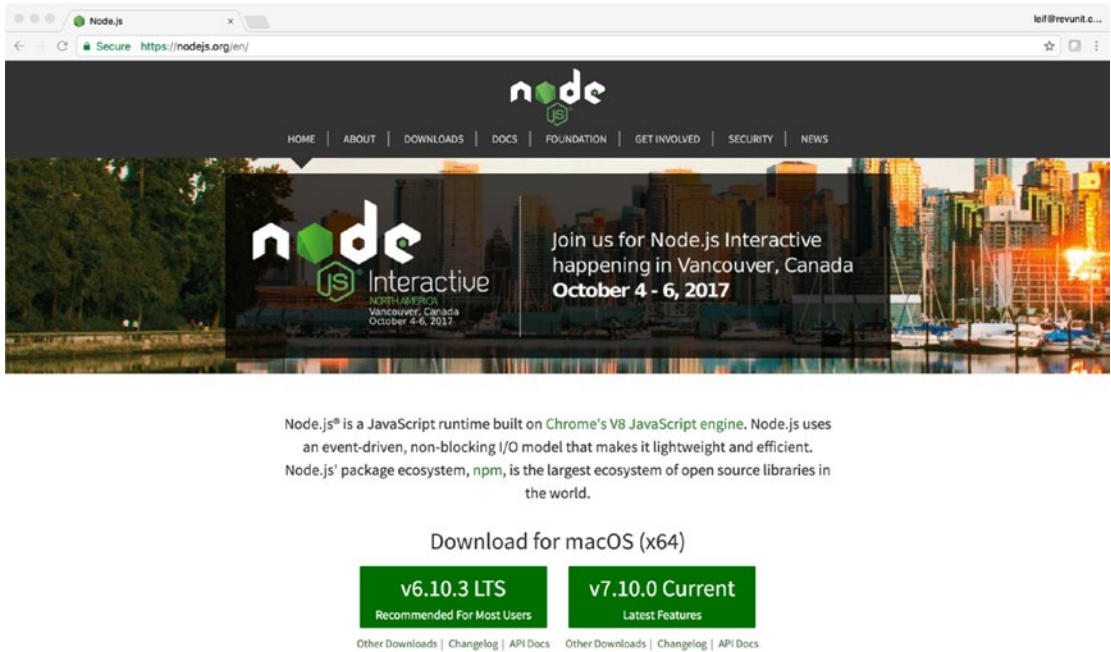 Node.js
leif@revunit.c...
Secure https://nodejs.org/en/
node
JS
HOME | ABOUT | DOWNLOADS | DOCS | FOUNDATION | GET INVOLVED | SECURITY | NEWS
node
JS Interactive
NORTH AMERICA
Vancouver, Canada
October 4-6, 2017
Join us for Node.js Interactive
happening in Vancouver, Canada
October 4 - 6, 2017
Node.js® is a JavaScript runtime built on Chrome's V8 JavaScript engine. Node.js uses
an event-driven, non-blocking I/O model that makes it lightweight and efficient.
Node.js' package ecosystem, npm, is the largest ecosystem of open source libraries in
the world.
Download for macOS (x64)
v6.10.3 LTS
Recommended For Most Users
v7.10.0 Current
Latest Features
Other Downloads | Changelog | API Docs
Other Downloads | Changelog | API Docs